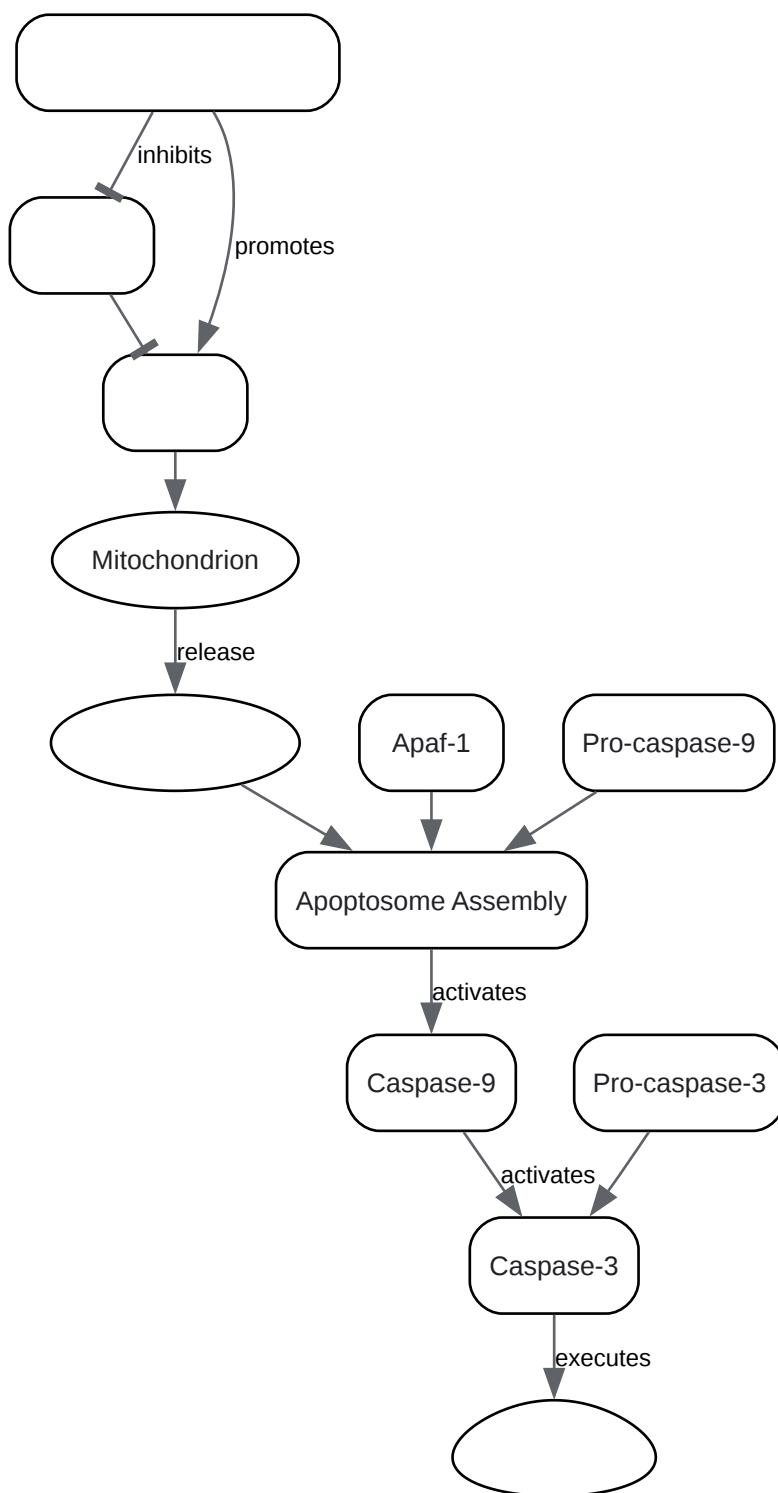 inhibits
promotes
Mitochondrion
release
Apaf-1
Pro-caspase-9
Apoptosome Assembly
activates
Caspase-9
Pro-caspase-3
activates
Caspase-3
executes